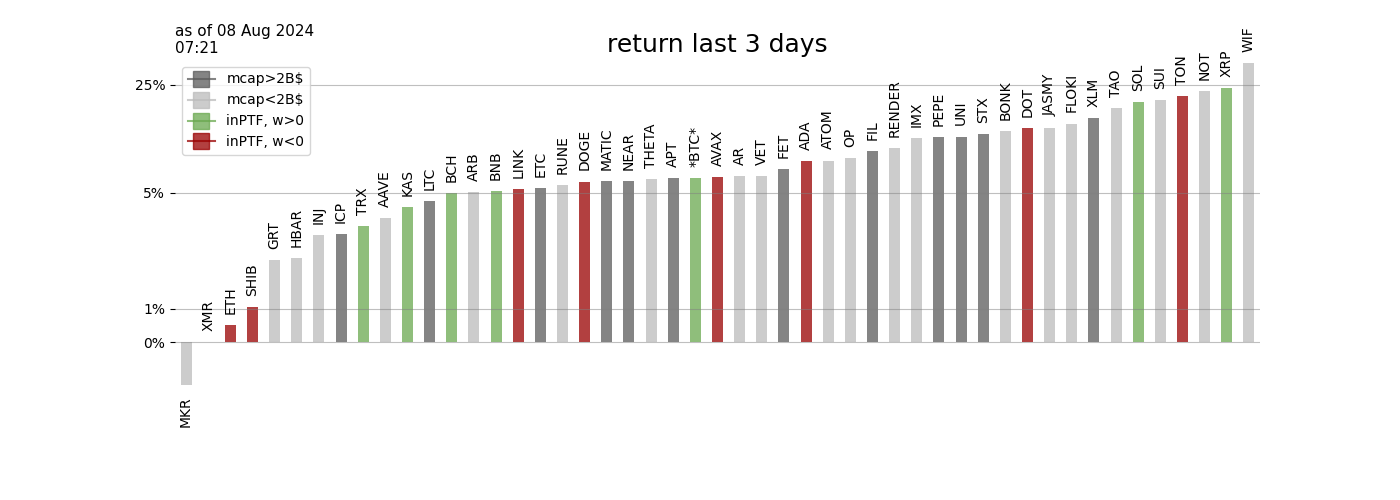 as of 08 Aug 2024
07:21
return last 3 days
mcap>2B$
mcap<2B$
inPTF, w>0
inPTF, w<0
25%
5%
1%
0%
MKR
XMR
ETH
SHIB
GRT
HBAR
INJ
ICP
TRX
AAVE
KAS
LTC
BCH
ARB
BNB
LINK
ETC
RUNE
DOGE
MATIC
NEAR
THETA
APT
*BTC*
AVAX
AR
VET
FET
ADA
ATOM
OP
FIL
RENDER
IMX
PEPE
UNI
STX
BONK
DOT
JASMY
FLOKI
XLM
TAO
SOL
SUI
TON
NOT
XRP
WIF